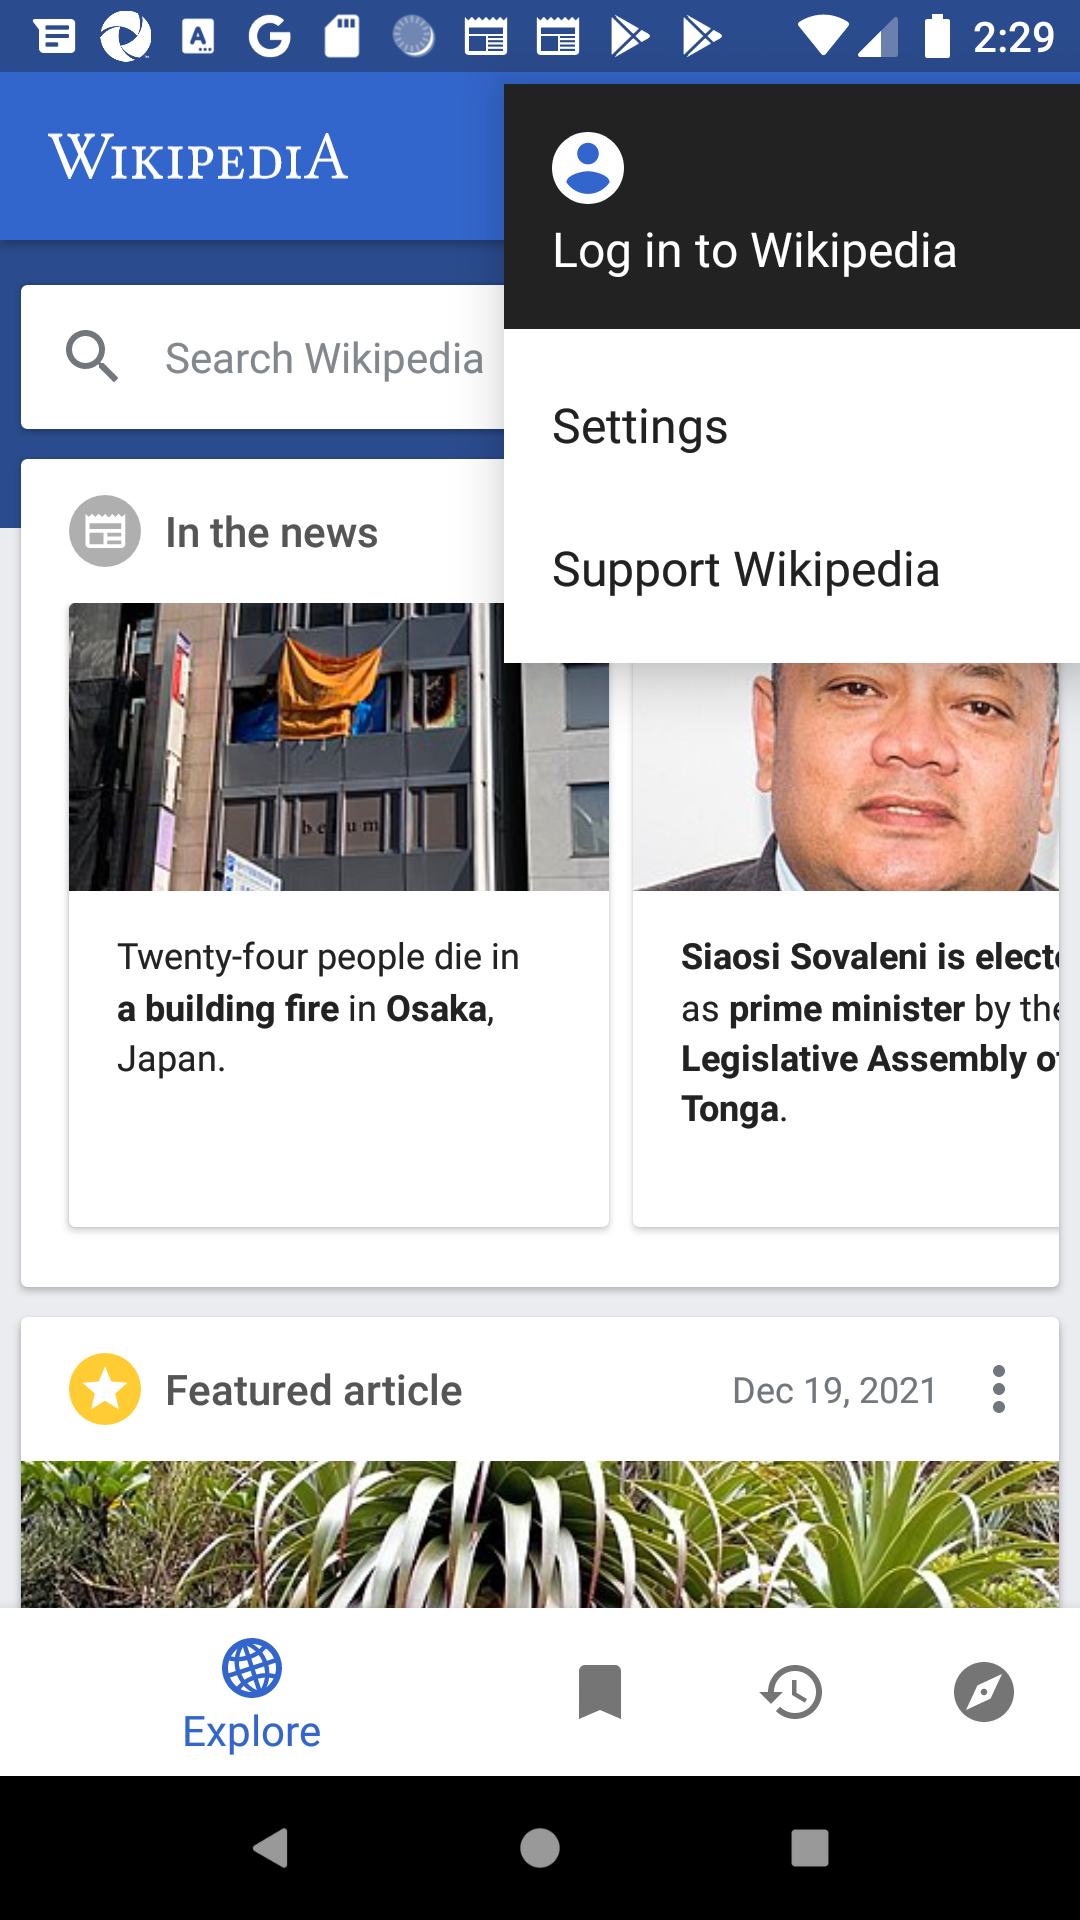 2:29
WIKIPEDIA
Log in to Wikipedia
Search Wikipedia
Settings
Support Wikipedia
In the news
Twenty-four people die in
a building fire in Osaka,
Japan.
Siaosi Sovaleni is elect
as prime minister by the
Legislative Assembly of
Tonga.
Featured article
Dec 19, 2021
Explore